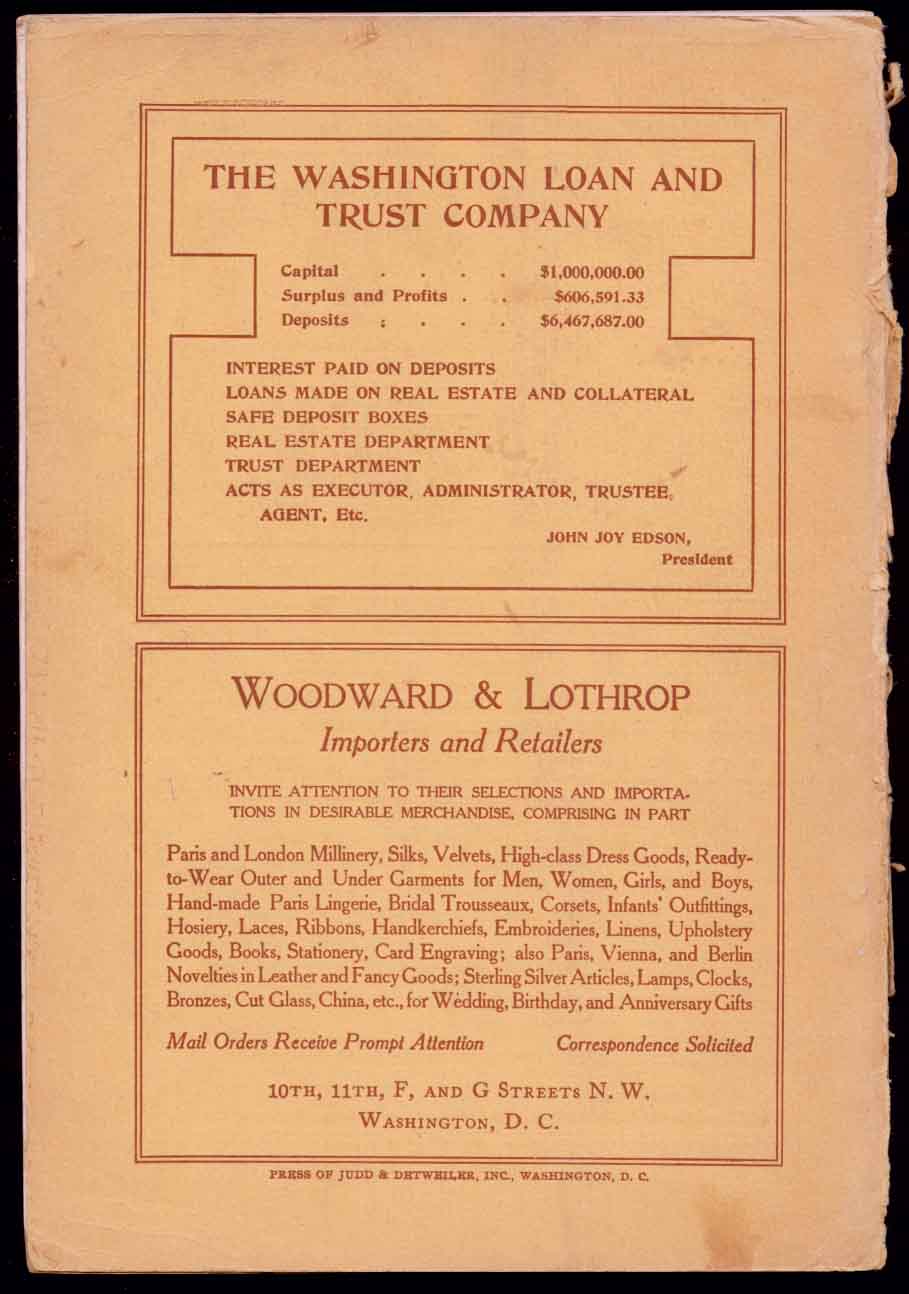 THE WASHINGTON LOAN AND
TRUST COMPANY
Capital . . . . $1,000,000.00
Surplus and Profits . . $606,591.33
Deposits : . . . $6,467,687.00
INTEREST PAID ON DEPOSITS
LOANS MADE ON REAL ESTATE AND COLLATERAL
SAFE DEPOSIT BOXES
REAL ESTATE DEPARTMENT
TRUST DEPARTMENT
ACTS AS EXECUTOR, ADMINISTRATOR, TRUSTEE,
AGENT, Etc.
JOHN JOY EDSON,
President
WOODWARD & LOTHROP
Importers and Retailers
INVITE ATTENTION TO THEIR SELECTIONS AND IMPORTA-
TIONS IN DESIRABLE MERCHANDISE, COMPRISING IN PART
Paris and London Millinery, Silks, Velvets, High-class Dress Goods, Ready-
to-Wear Outer and Under Garments for Men, Women, Girls, and Boys,
Hand-made Paris Lingerie, Bridal Trousseaux, Corsets, Infants' Outfittings,
Hosiery, Laces, Ribbons, Handkerchiefs, Embroideries, Linens, Upholstery
Goods, Books, Stationery, Card Engraving; also Paris, Vienna, and Berlin
Novelties in Leather and Fancy Goods; Sterling Silver Articles, Lamps, Clocks,
Bronzes, Cut Glass, China, etc., for Wedding, Birthday, and Anniversary Gifts
Mail Orders Receive Prompt Attention Correspondence Solicited
10TH, 11TH, F, AND G STREETS N. W.
WASHINGTON, D. C.
PRESS OF JUDD & DETWEILER, INC., WASHINGTON, D. C.